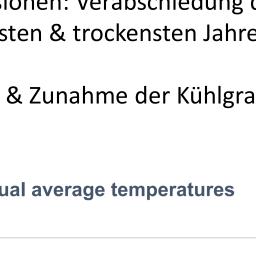 sionen: Verabschiedung
sten & trockensten Jahre
& Zunahme der Kühlgra
ual average temperatures